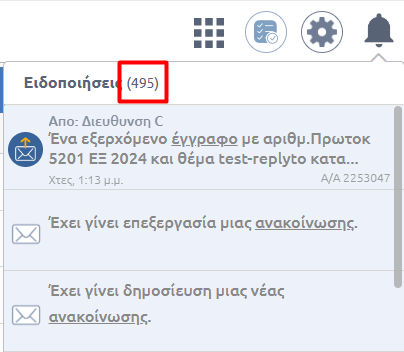 Ειδοποιήσεις (495)
Απο: Διευθυνση C
Ένα εξερχόμενο έγγραφο με αριθμ.Πρωτοκ
5201 ΕΞ 2024 και θέμα test-replyto κατα...
Χτες, 1:13 μ.μ. Α/Α 2253047
Έχει γίνει επεξεργασία μιας ανακοίνωσης.
Έχει γίνει δημοσίευση μιας νέας
ανακοίνωσης.